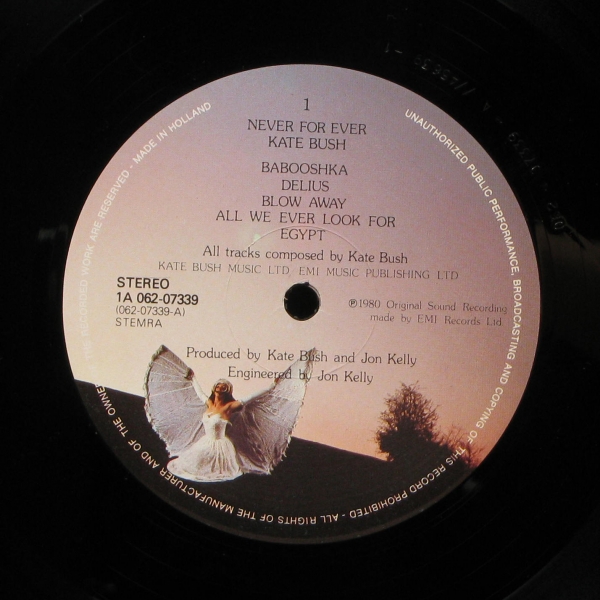 1
NEVER FOR EVER
KATE BUSH
BABOOSHKA
DELIUS
BLOW AWAY
ALL WE EVER LOOK FOR
EGYPT
All tracks composed by Kate Bush
KATE BUSH MUSIC LTD EMI MUSIC PUBLISHING LTD
STEREO
1A 062-07339
(062-07339-A)
STEMRA
℗1980 Original Sound Recording
made by EMI Records Ltd
Produced by Kate Bush and Jon Kelly
Engineered by Jon Kelly
UNAUTHORIZED PUBLIC PERFORMANCE, BROADCASTING AND COPYING OF THIS RECORD PROHIBITED - ALL RIGHTS OF THE MANUFACTURER AND OF THE OWNER OF THE RECORDED WORK ARE RESERVED - MADE IN HOLLAND